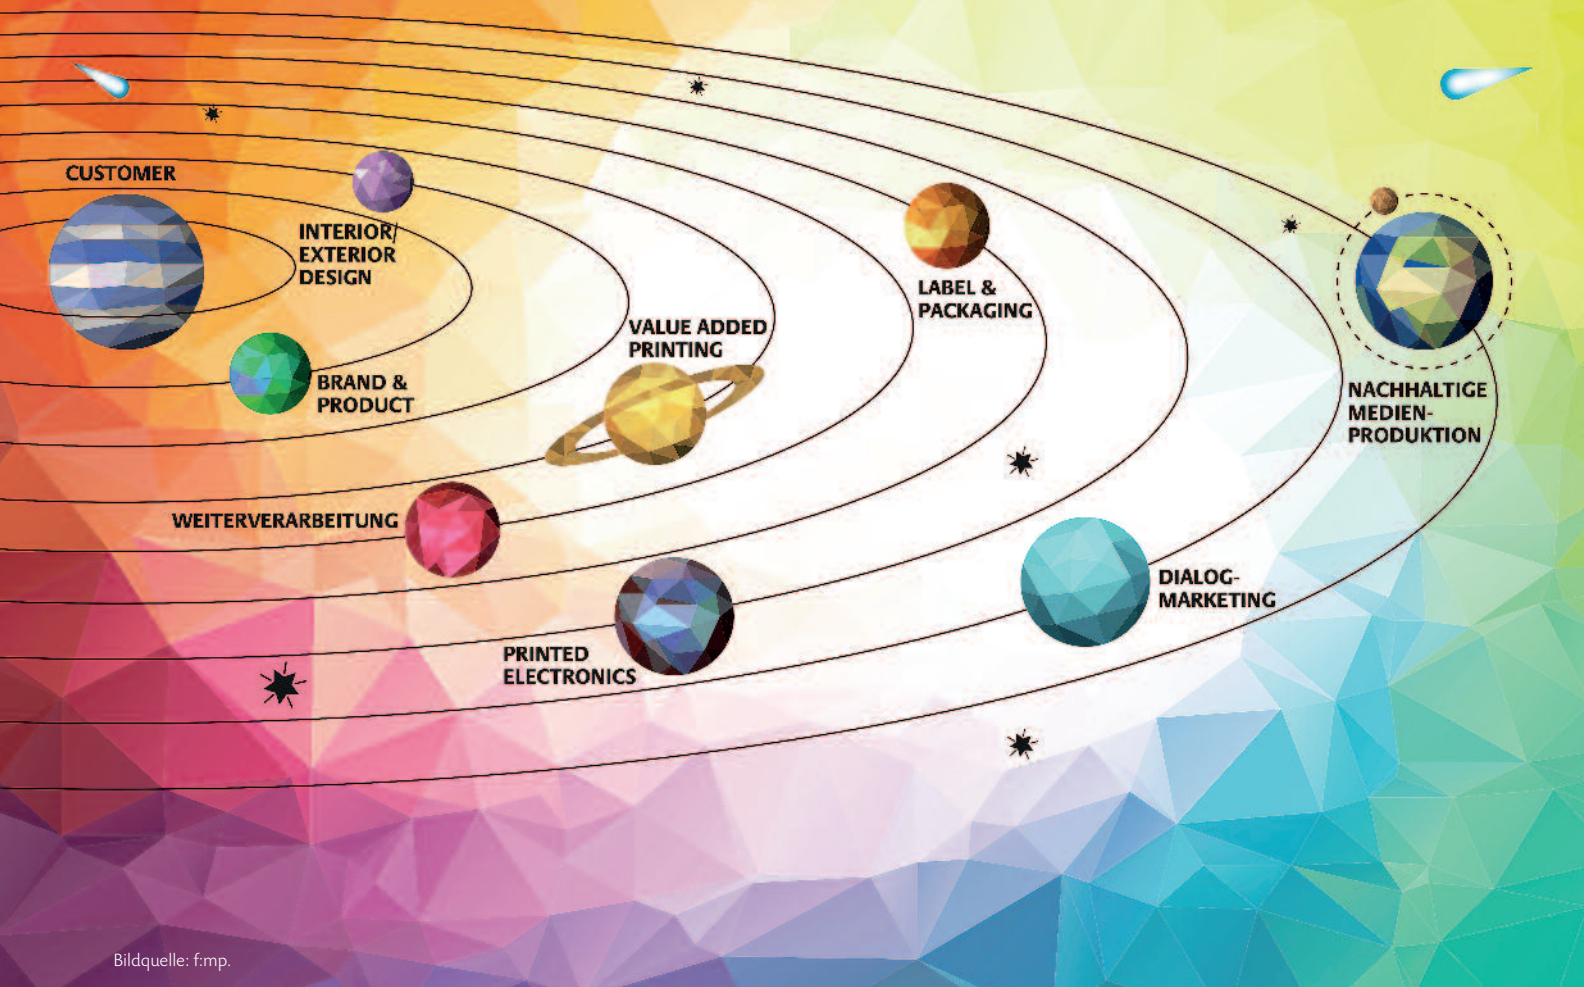 CUSTOMER
INTERIOR/
EXTERIOR
DESIGN
BRAND &
PRODUCT
VALUE ADDED
PRINTING
LABEL &
PACKAGING
NACHHALTIGE
MEDIEN-
PRODUKTION
WEITERVERARBEITUNG
PRINTED
ELECTRONICS
DIALOG-
MARKETING
Bildquelle: f:mp.